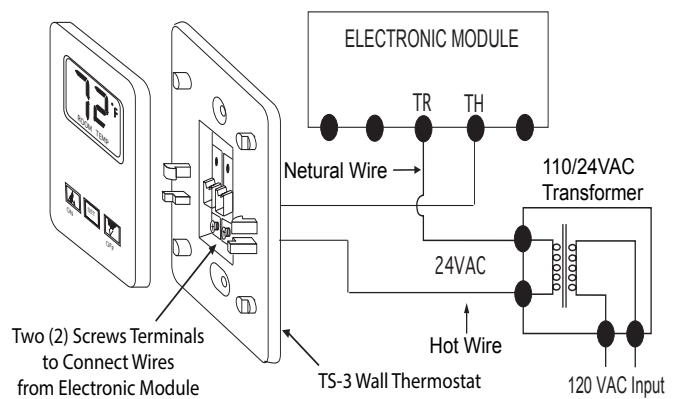 ELECTRONIC MODULE
TR TH
72°F
ROOM TEMP
ON
OFF
Netural Wire
110/24VAC
Transformer
24VAC
Hot Wire
Two (2) Screws Terminals
to Connect Wires
from Electronic Module
TS-3 Wall Thermostat
120 VAC Input